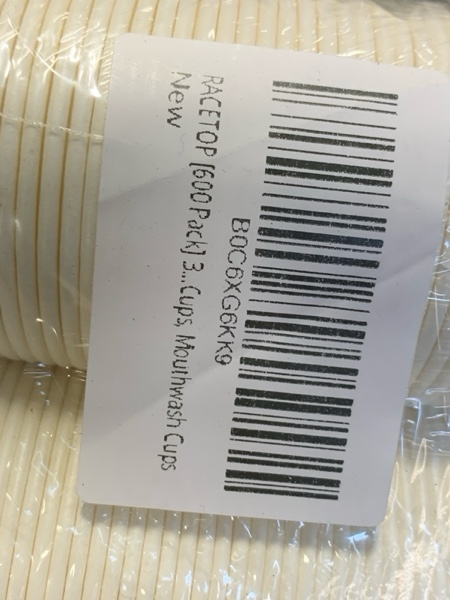 B0C6XG6KK9
RACETOP [600 Pack] 3...Cups, Mouthwash Cups
New